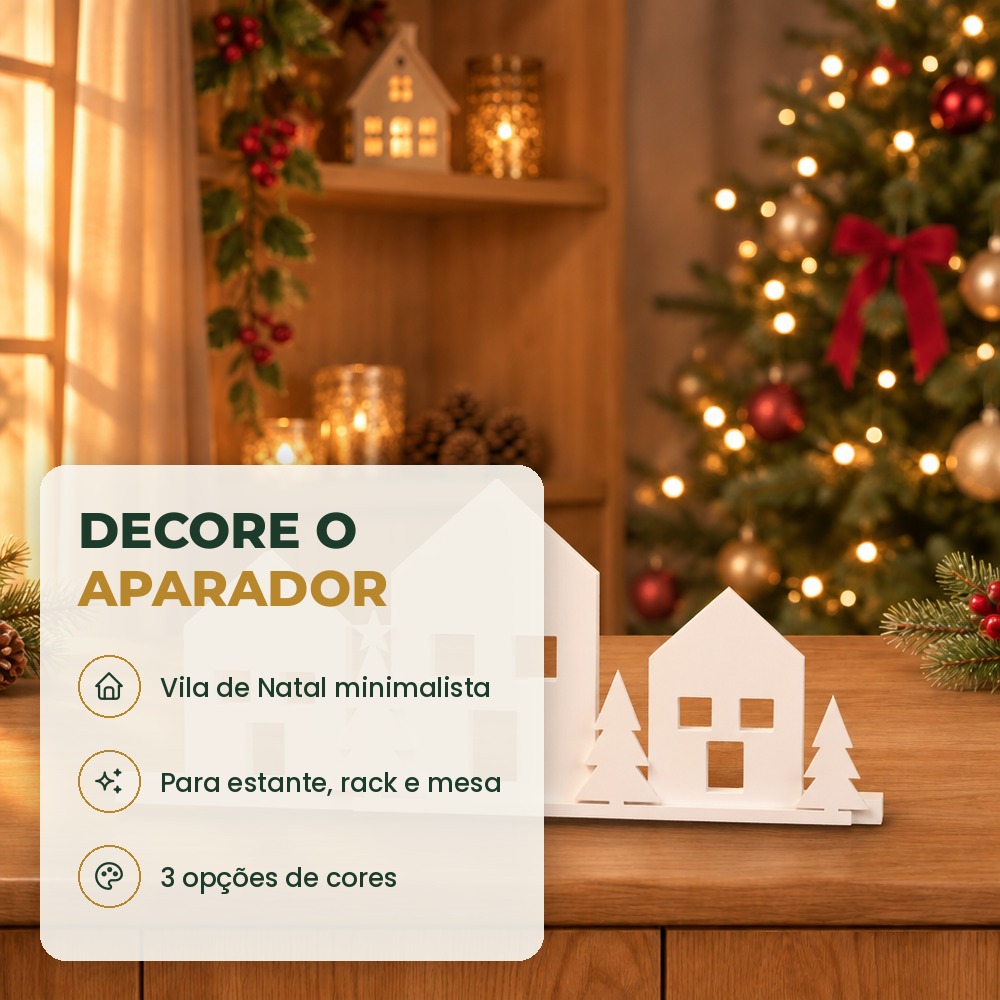 DECORE O
APARADOR
Vila de Natal minimalista
Para estante, rack e mesa
3 opções de cores